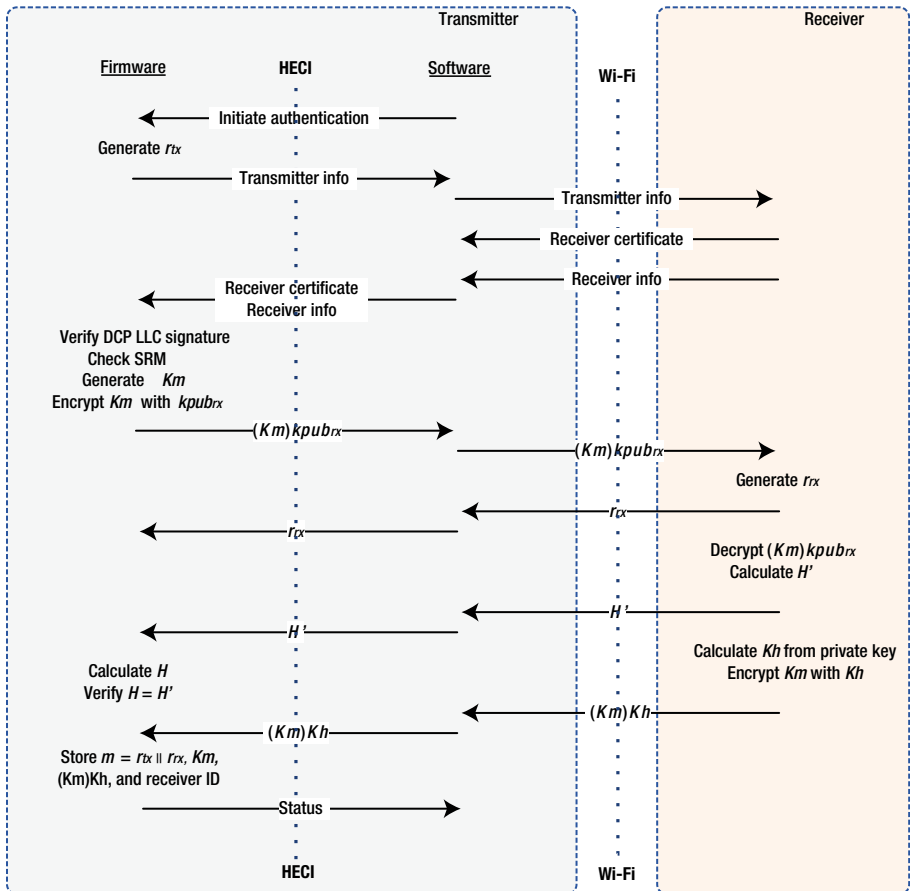 Transmitter
Receiver
Firmware
HECI
Software
Wi-Fi
Initiate authentication
Generate rtx
Transmitter info
Transmitter info
Receiver certificate
Receiver info
Receiver certificate
Receiver info
Verify DCP LLC signature
Check SRM
Generate Km
Encrypt Km with kpubrx
(Km)kpubrx
(Km)kpubrx
Generate rrx
rrx
rrx
Decrypt (Km)kpubrx
Calculate H'
H'
H'
Calculate Kh from private key
Encrypt Km with Kh
Calculate H
Verify H = H'
(Km)Kh
(Km)Kh
Store m = rtx || rrx, Km,
(Km)Kh, and receiver ID
Status
HECI
Wi-Fi